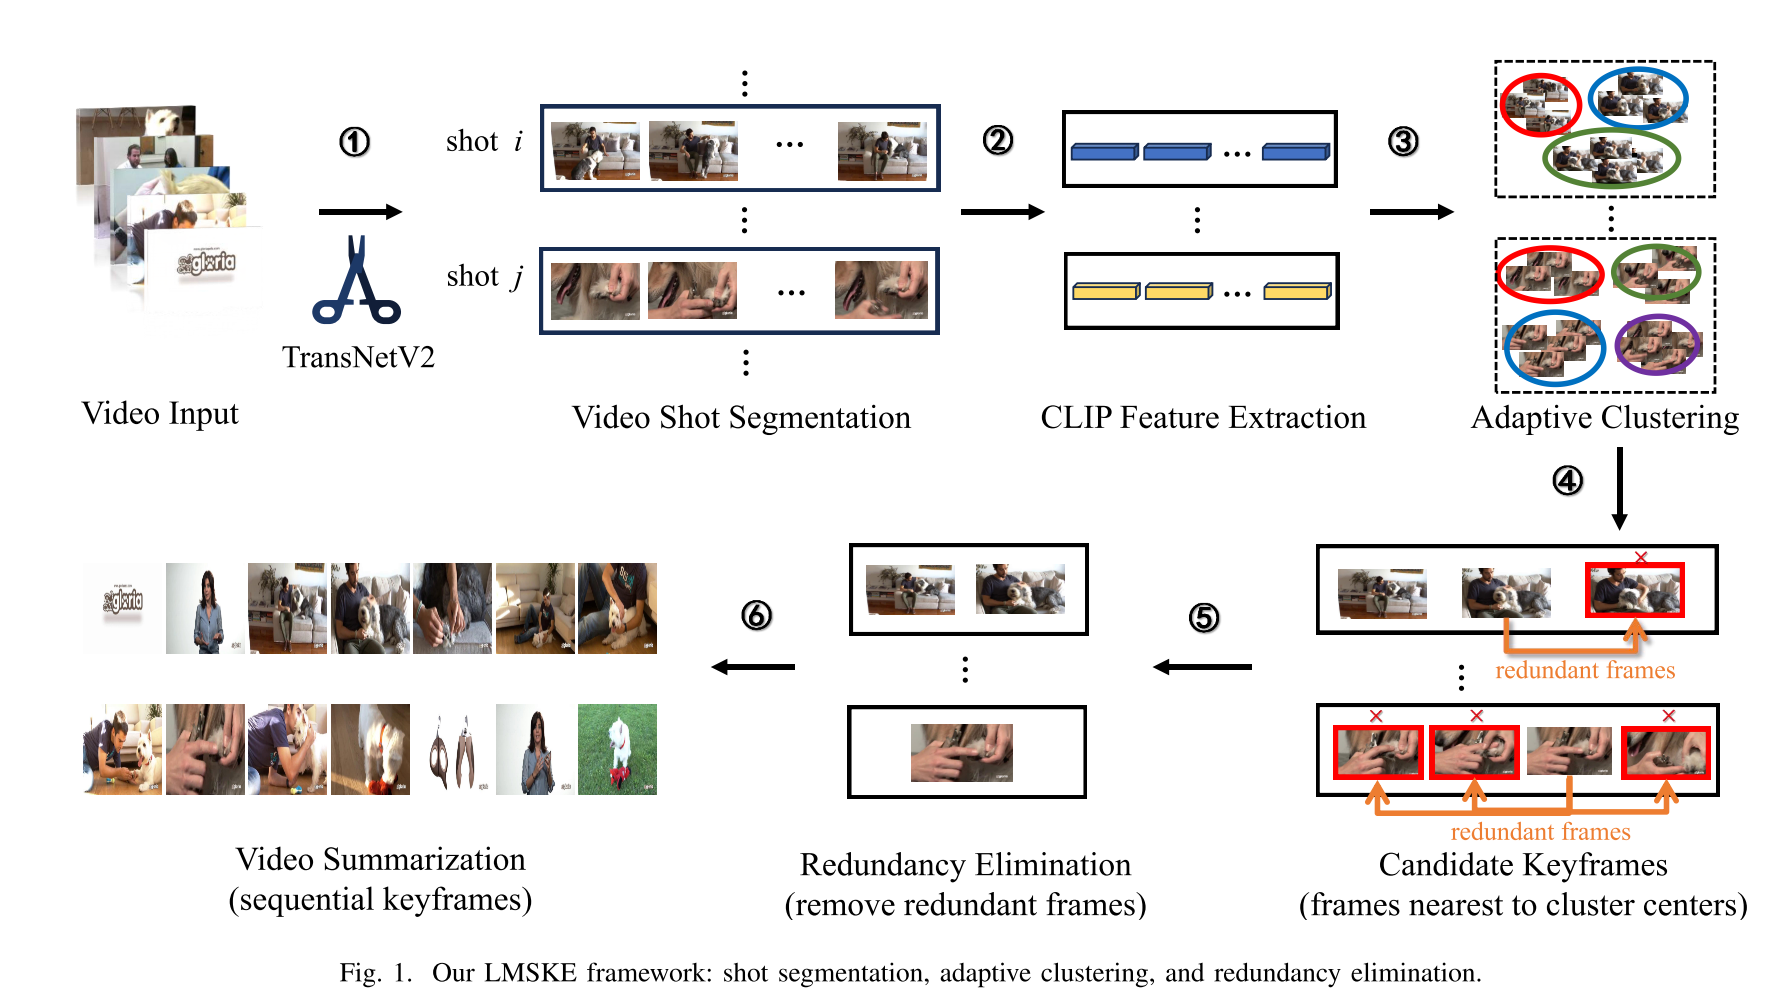 ①
②
③
shot i
shot j
gloria
TransNetV2
Video Input
Video Shot Segmentation
CLIP Feature Extraction
Adaptive Clustering
④
⑤
⑥
gloria
redundant frames
redundant frames
Video Summarization
(sequential keyframes)
Redundancy Elimination
(remove redundant frames)
Candidate Keyframes
(frames nearest to cluster centers)
Fig. 1. Our LMSKE framework: shot segmentation, adaptive clustering, and redundancy elimination.